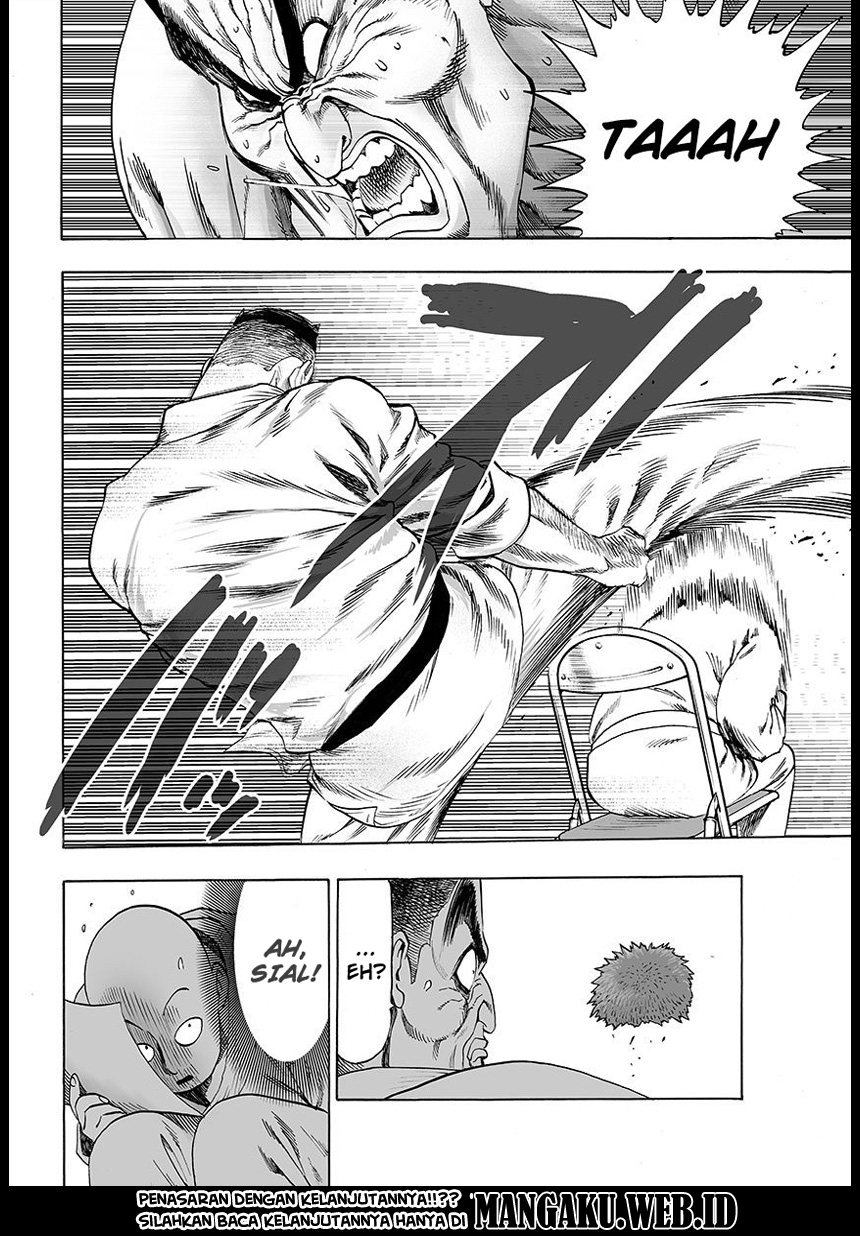 TAAAH
...
EH?
AH,
SIAL!
PENASARAN DENGAN KELANJUTANNYA!!??
SILAHKAN BACA KELANJUTANNYA HANYA DI
MANGAKU.WEB.ID